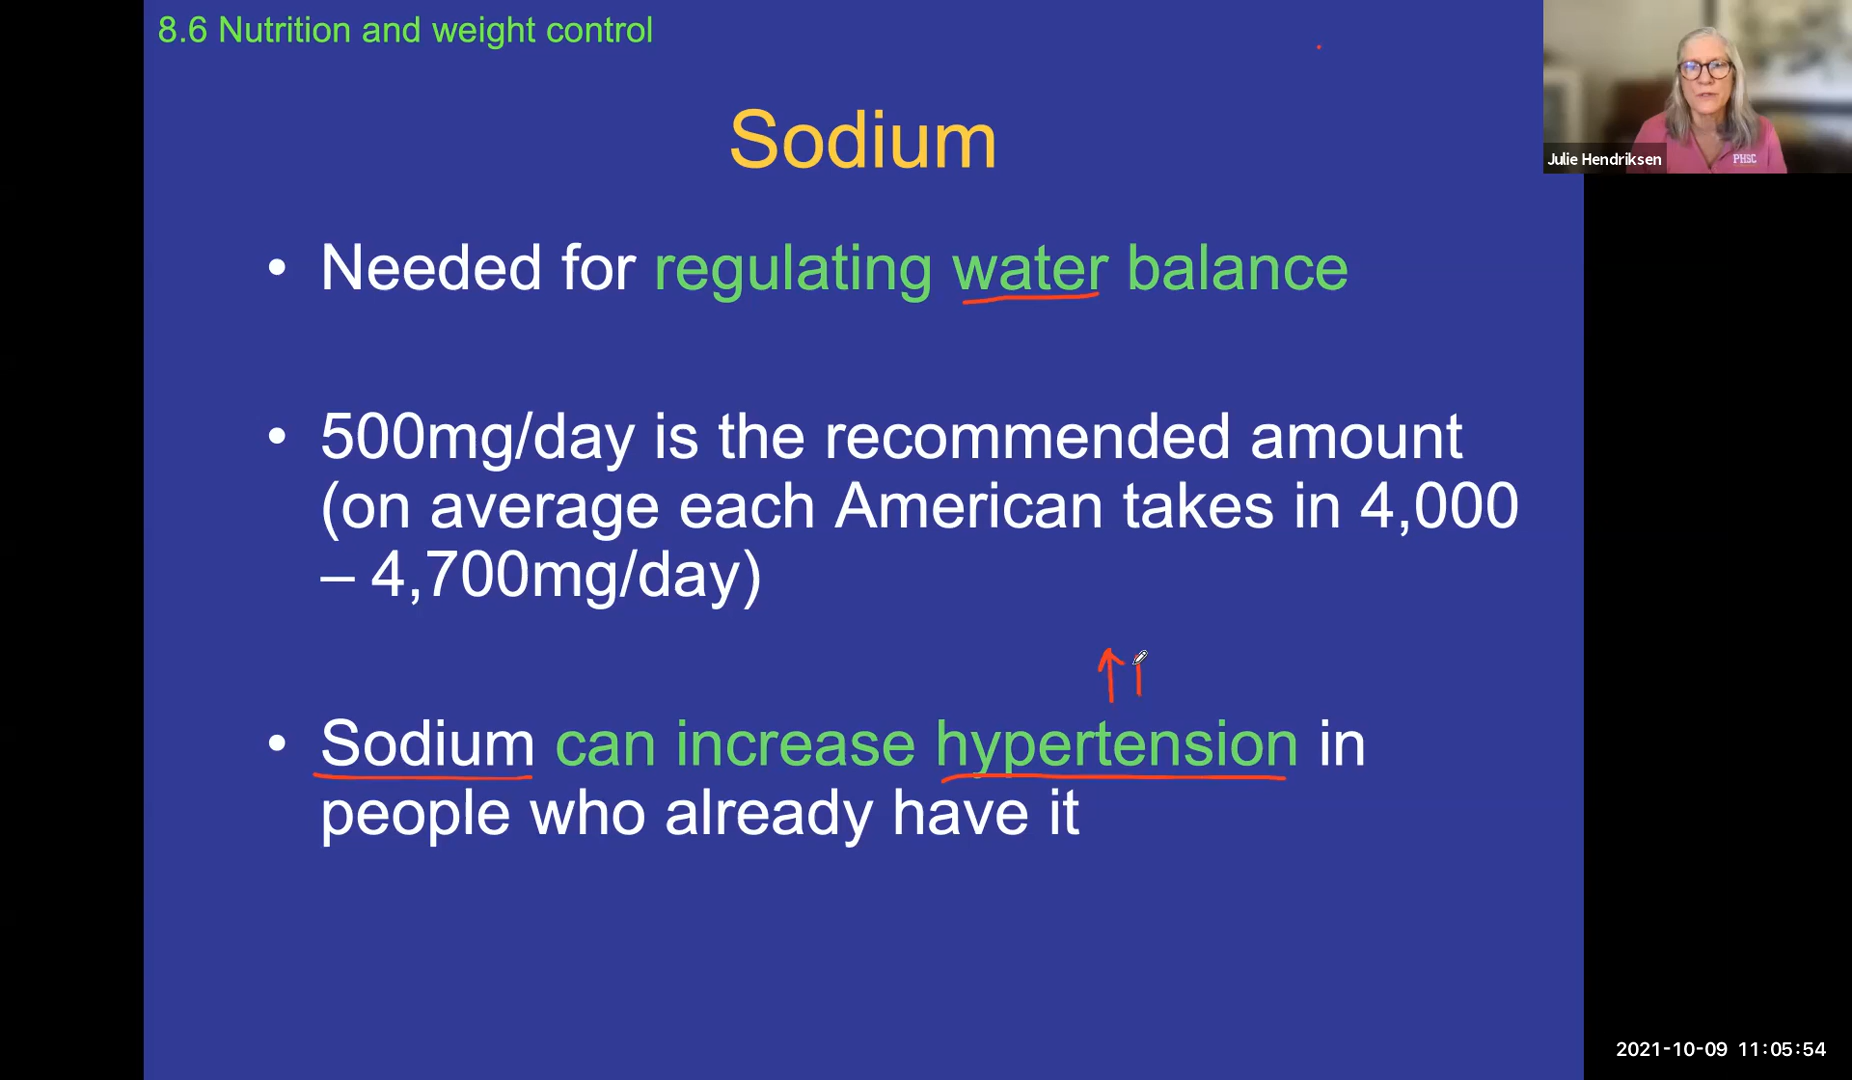 8.6 Nutrition and weight control
Sodium
• Needed for regulating water balance
• 500mg/day is the recommended amount
(on average each American takes in 4,000
– 4,700mg/day)
• Sodium can increase hypertension in
people who already have it
Julie Hendriksen
PHSC
2021-10-09 11:05:54